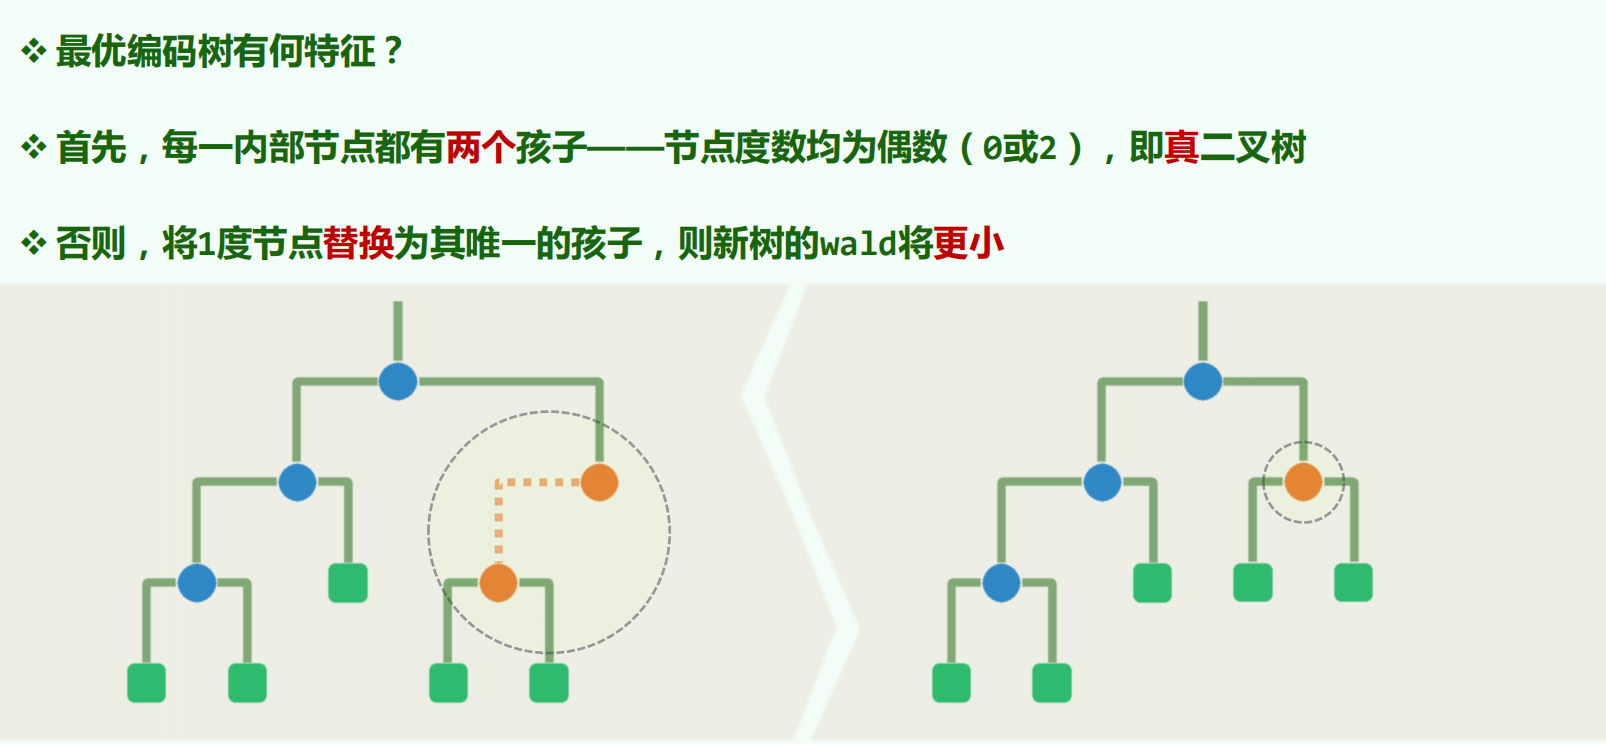 ❖ 最优编码树有何特征？
❖ 首先，每一内部节点都有两个孩子——节点度数均为偶数（0或2），即真二叉树
❖ 否则，将1度节点替换为其唯一的孩子，则新树的wald将更小